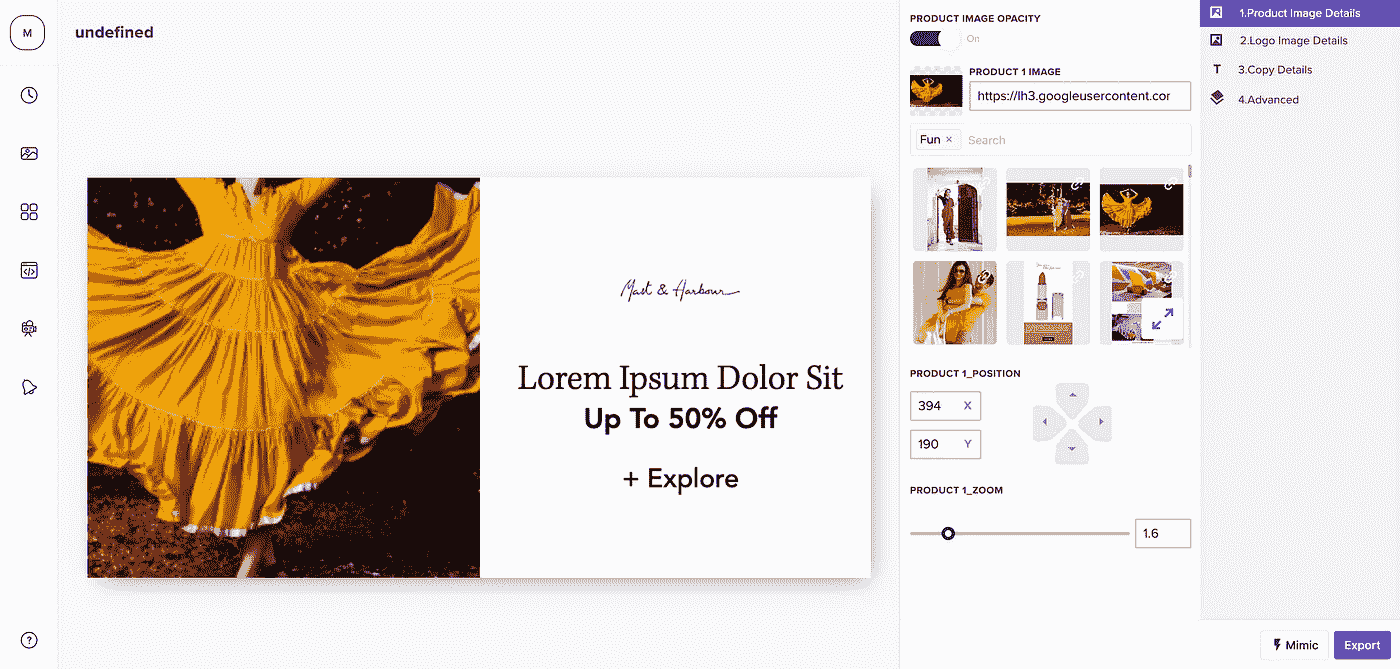 M
undefined
Mast & Harbour
Lorem Ipsum Dolor Sit
Up To 50% Off
+ Explore
PRODUCT IMAGE OPACITY
On
PRODUCT 1 IMAGE
https://lh3.googleusercontent.cor
Fun ×
Search
PRODUCT 1_POSITION
394 X
190 Y
PRODUCT 1_ZOOM
1.6
1.Product Image Details
2.Logo Image Details
T 3.Copy Details
4.Advanced
?
Mimic
Export